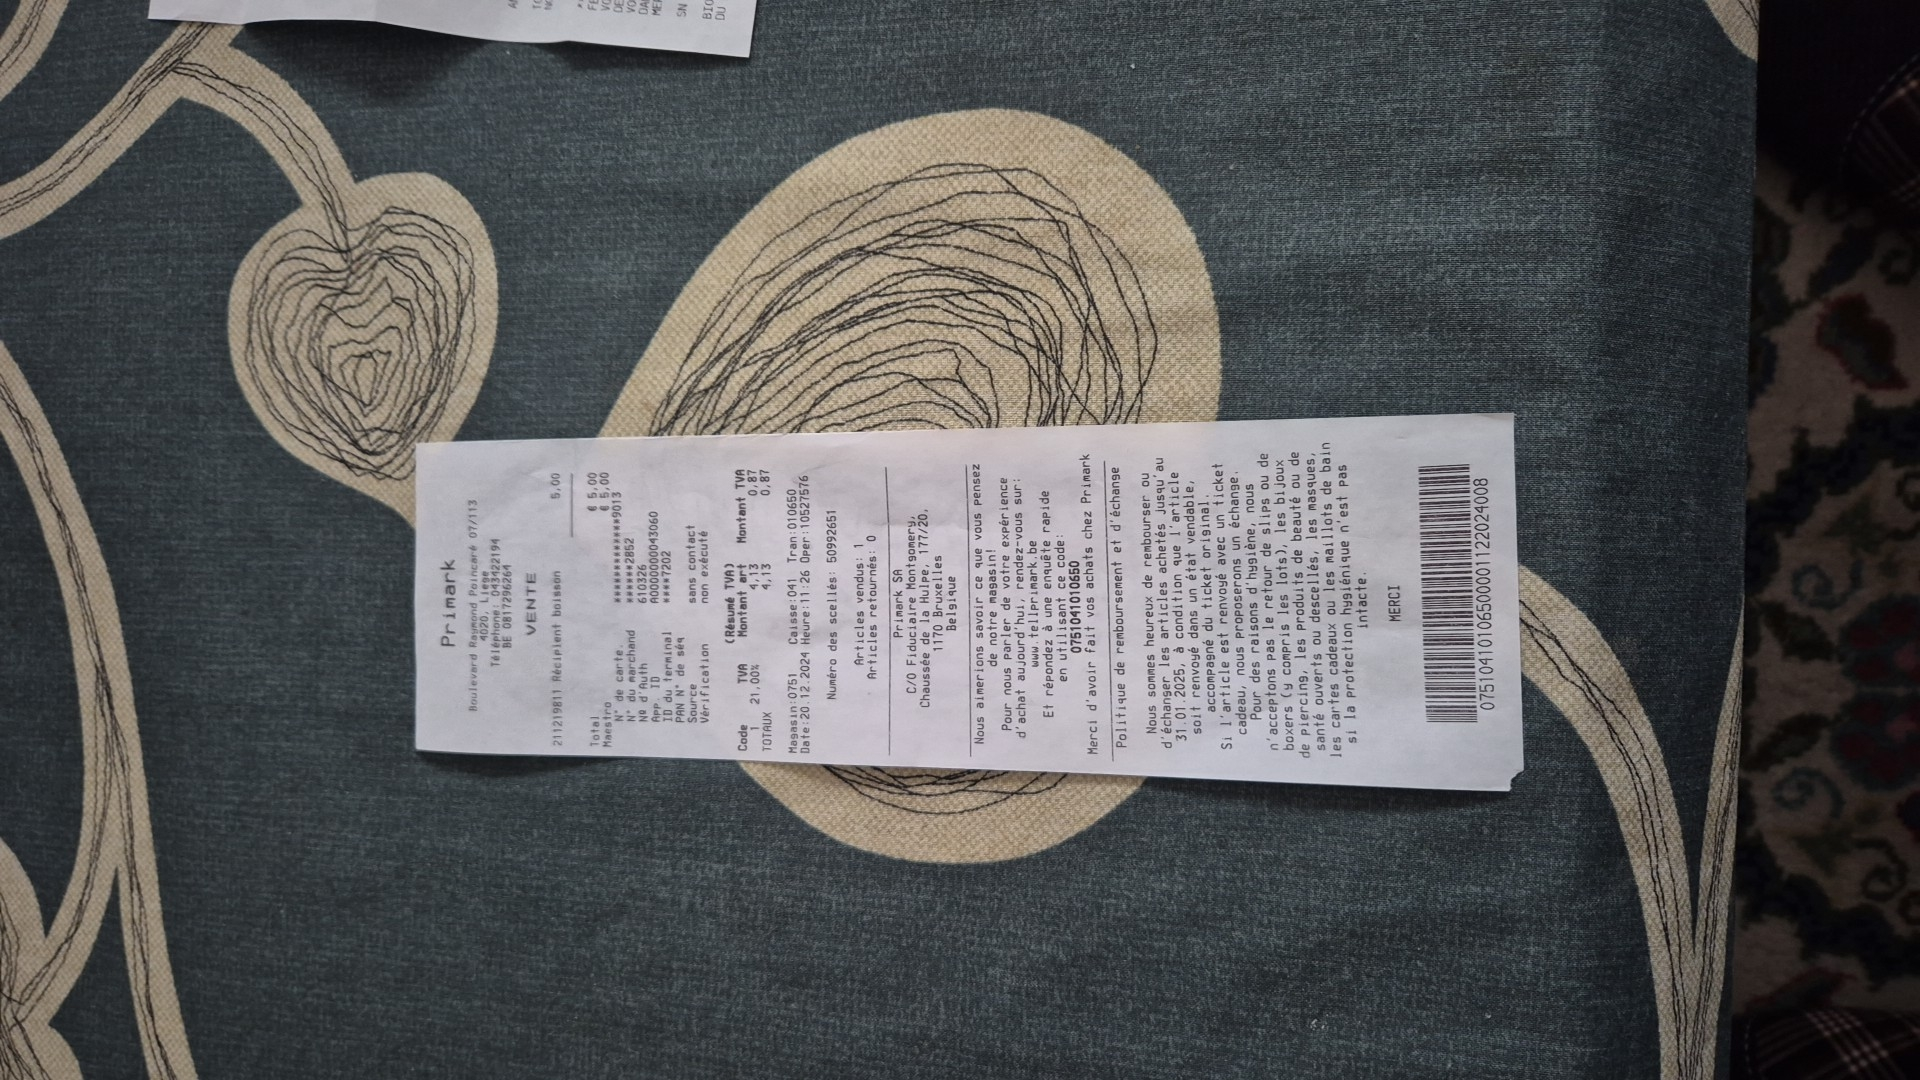 Primark
Boulevard Raymond Poincaré 07/113
4020, Liège
Téléphone: 043422194
BE 0817296264
VENTE
211219811 Récipient boisson 5,00
Total € 5,00
Maestro € 5,00
N° de carte. ***************9013
N° du marchand *****2852
Nº d'Auth 610326
App. ID A0000000043060
ID du terminal ****7202
PAN N° de séq
Source sans contact
Vérification non exécuté
(Résumé TVA)
Code TVA Montant art Montant TVA
1 21,00% 4,13 0,87
TOTAUX 4,13 0,87
Magasin:0751 Caisse:041 Tran:010650
Date:20.12.2024 Heure:11:26 Oper:10527576
Numéro des scellés: 50992651
Articles vendus: 1
Articles retournés: 0
Primark SA
C/O Fiduciaire Montgomery,
Chaussée de la Hulpe, 177/20,
1170 Bruxelles
Belgique
Nous aimerions savoir ce que vous pensez
de notre magasin!
Pour nous parler de votre expérience
d'achat aujourd'hui, rendez-vous sur:
www.tellprimark.be
Et répondez à une enquête rapide
en utilisant ce code:
0751041010650
Merci d'avoir fait vos achats chez Primark
Politique de remboursement et d'échange
Nous sommes heureux de rembourser ou
d'échanger les articles achetés jusqu'au
31.01.2025, à condition que l'article
soit renvoyé dans un état vendable,
accompagné du ticket original.
Si l'article est renvoyé avec un ticket
cadeau, nous proposerons un échange.
Pour des raisons d'hygiène, nous
n'acceptons pas le retour de slips ou de
boxers (y compris les lots), les bijoux
de piercing, les produits de beauté ou de
santé ouverts ou descellés, les masques,
les cartes cadeaux ou les maillots de bain
si la protection hygiénique n'est pas
intacte.
MERCI
07510410106500001122024008
SN
BIO
DU